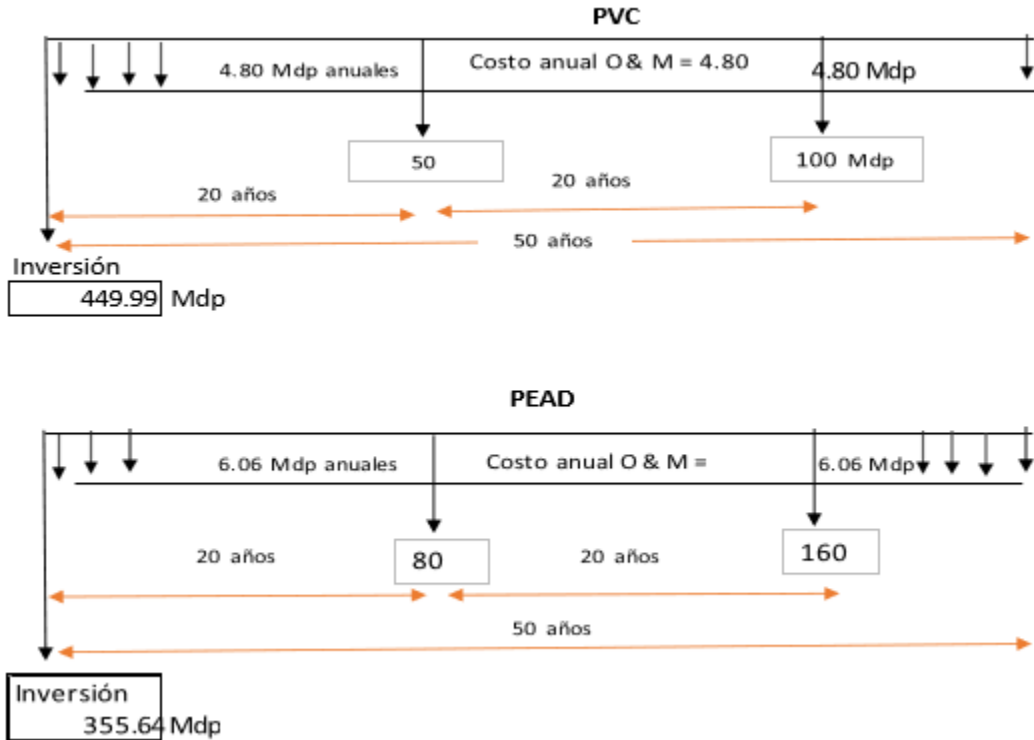 PVC
4.80 Mdp anuales Costo anual O & M = 4.80 4.80 Mdp
50 100 Mdp
20 años 20 años
50 años
Inversión
449.99 Mdp
PEAD
6.06 Mdp anuales Costo anual O & M = 6.06 Mdp
80 160
20 años 20 años
50 años
Inversión
355.64 Mdp